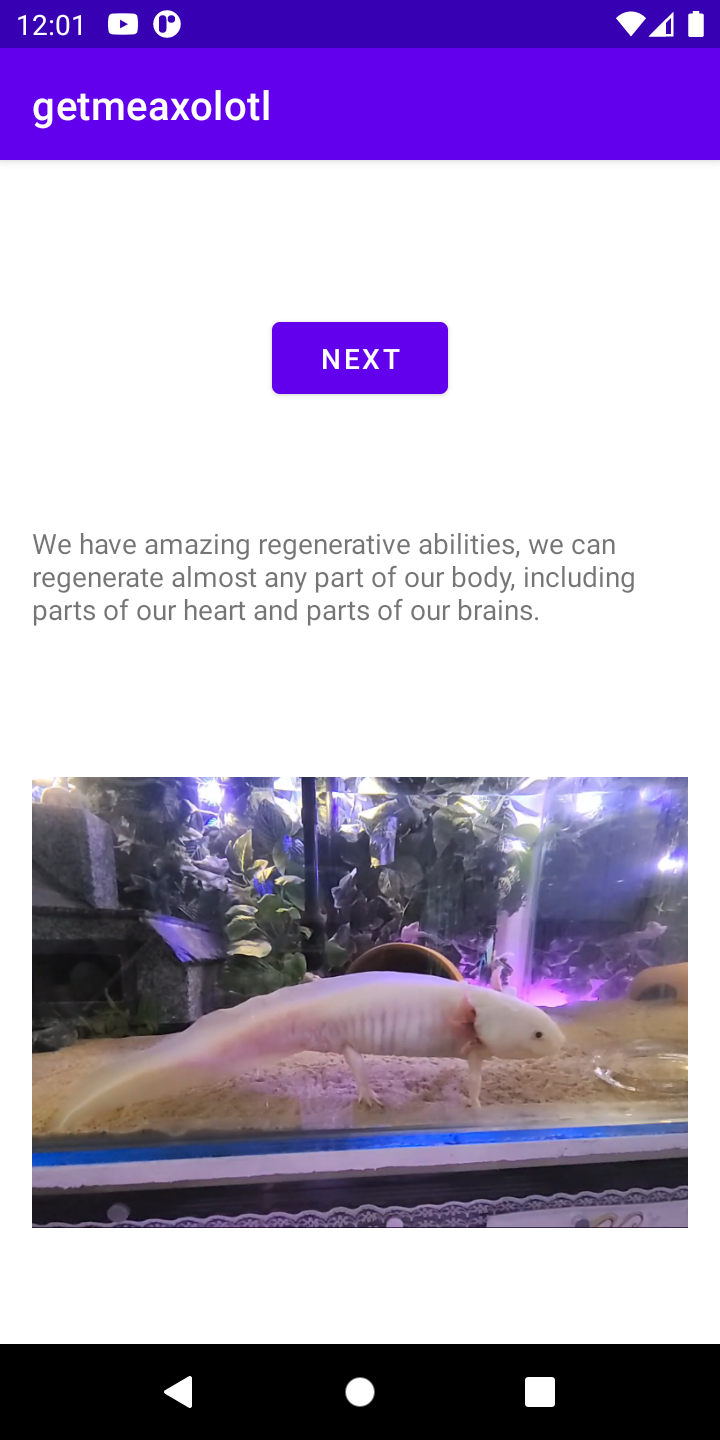 12:01
getmeaxolotl
NEXT
We have amazing regenerative abilities, we can
regenerate almost any part of our body, including
parts of our heart and parts of our brains.